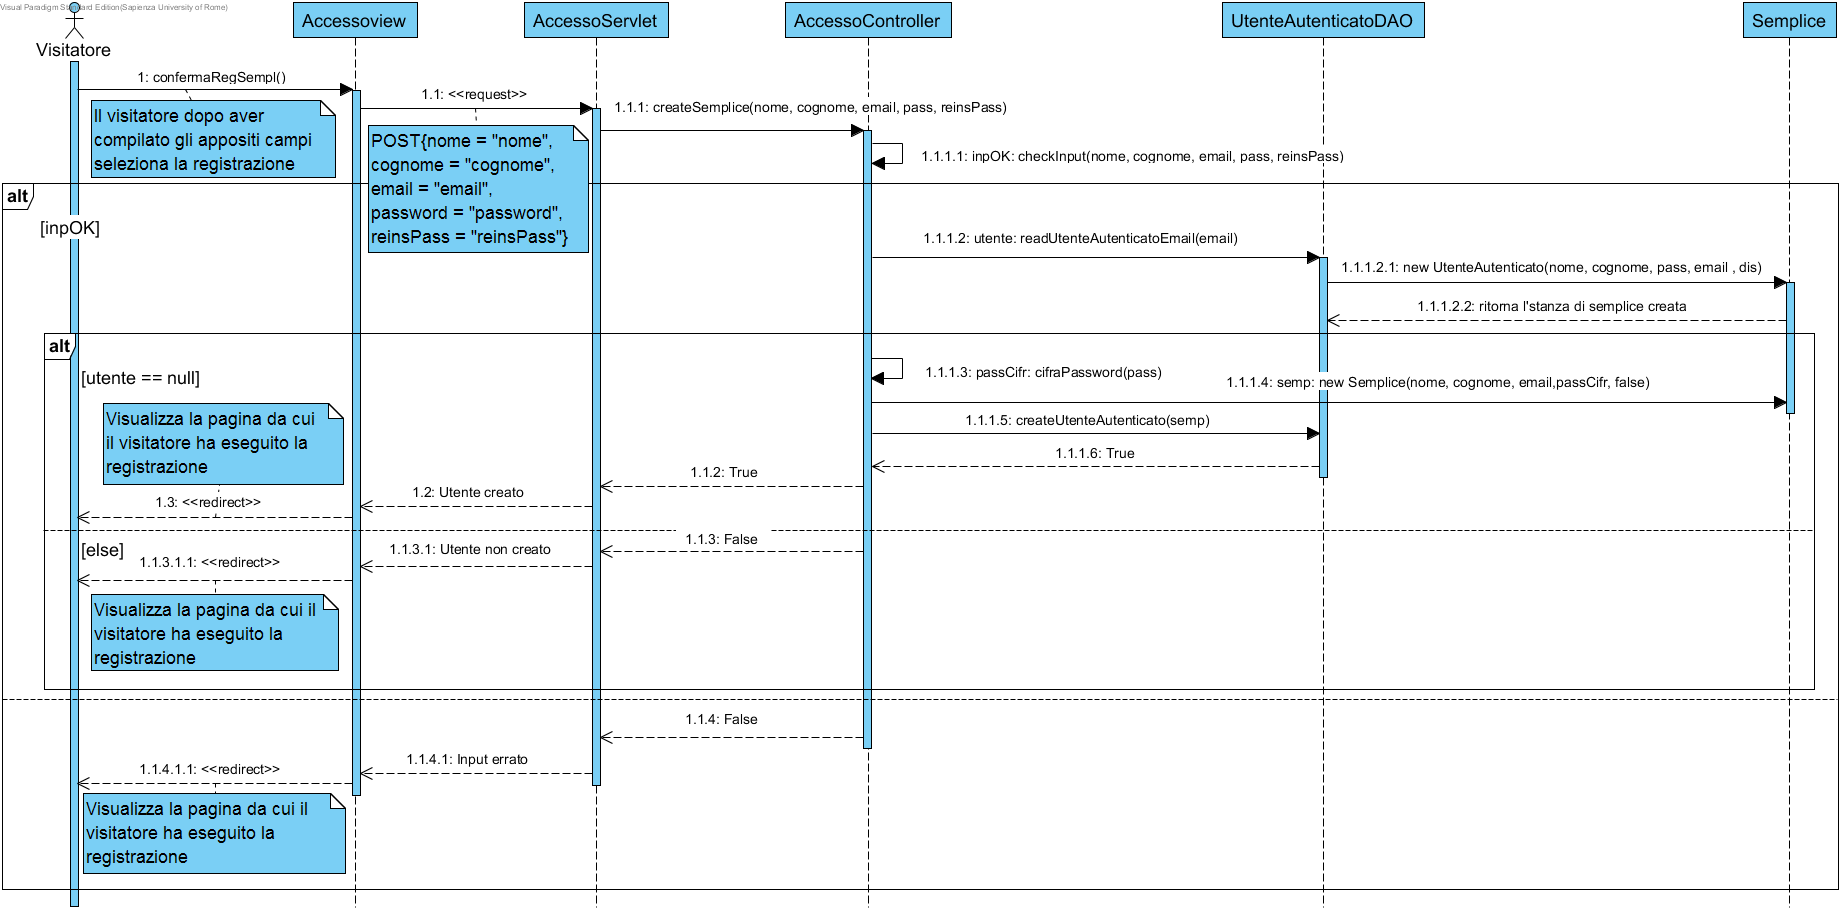 Visual Paradigm Standard Edition(Sapienza University of Rome)
Visitatore
Accessoview
AccessoServlet
AccessoController
UtenteAutenticatoDAO
Semplice
1: confermaRegSempl()
Il visitatore dopo aver
compilato gli appositi campi
seleziona la registrazione
1.1: <<request>>
POST{nome = "nome",
cognome = "cognome",
email = "email",
password = "password",
reinsPass = "reinsPass"}
1.1.1: createSemplice(nome, cognome, email, pass, reinsPass)
1.1.1.1: inpOK: checkInput(nome, cognome, email, pass, reinsPass)
alt
[inpOK]
1.1.1.2: utente: readUtenteAutenticatoEmail(email)
1.1.1.2.1: new UtenteAutenticato(nome, cognome, pass, email , dis)
1.1.1.2.2: ritorna l'stanza di semplice creata
alt
[utente == null]
1.1.1.3: passCifr: cifraPassword(pass)
1.1.1.4: semp: new Semplice(nome, cognome, email,passCifr, false)
Visualizza la pagina da cui
il visitatore ha eseguito la
registrazione
1.1.1.5: createUtenteAutenticato(semp)
1.1.1.6: True
1.1.2: True
1.2: Utente creato
1.3: <<redirect>>
[else]
1.1.3: False
1.1.3.1: Utente non creato
1.1.3.1.1: <<redirect>>
Visualizza la pagina da cui il
visitatore ha eseguito la
registrazione
1.1.4: False
1.1.4.1: Input errato
1.1.4.1.1: <<redirect>>
Visualizza la pagina da cui il
visitatore ha eseguito la
registrazione